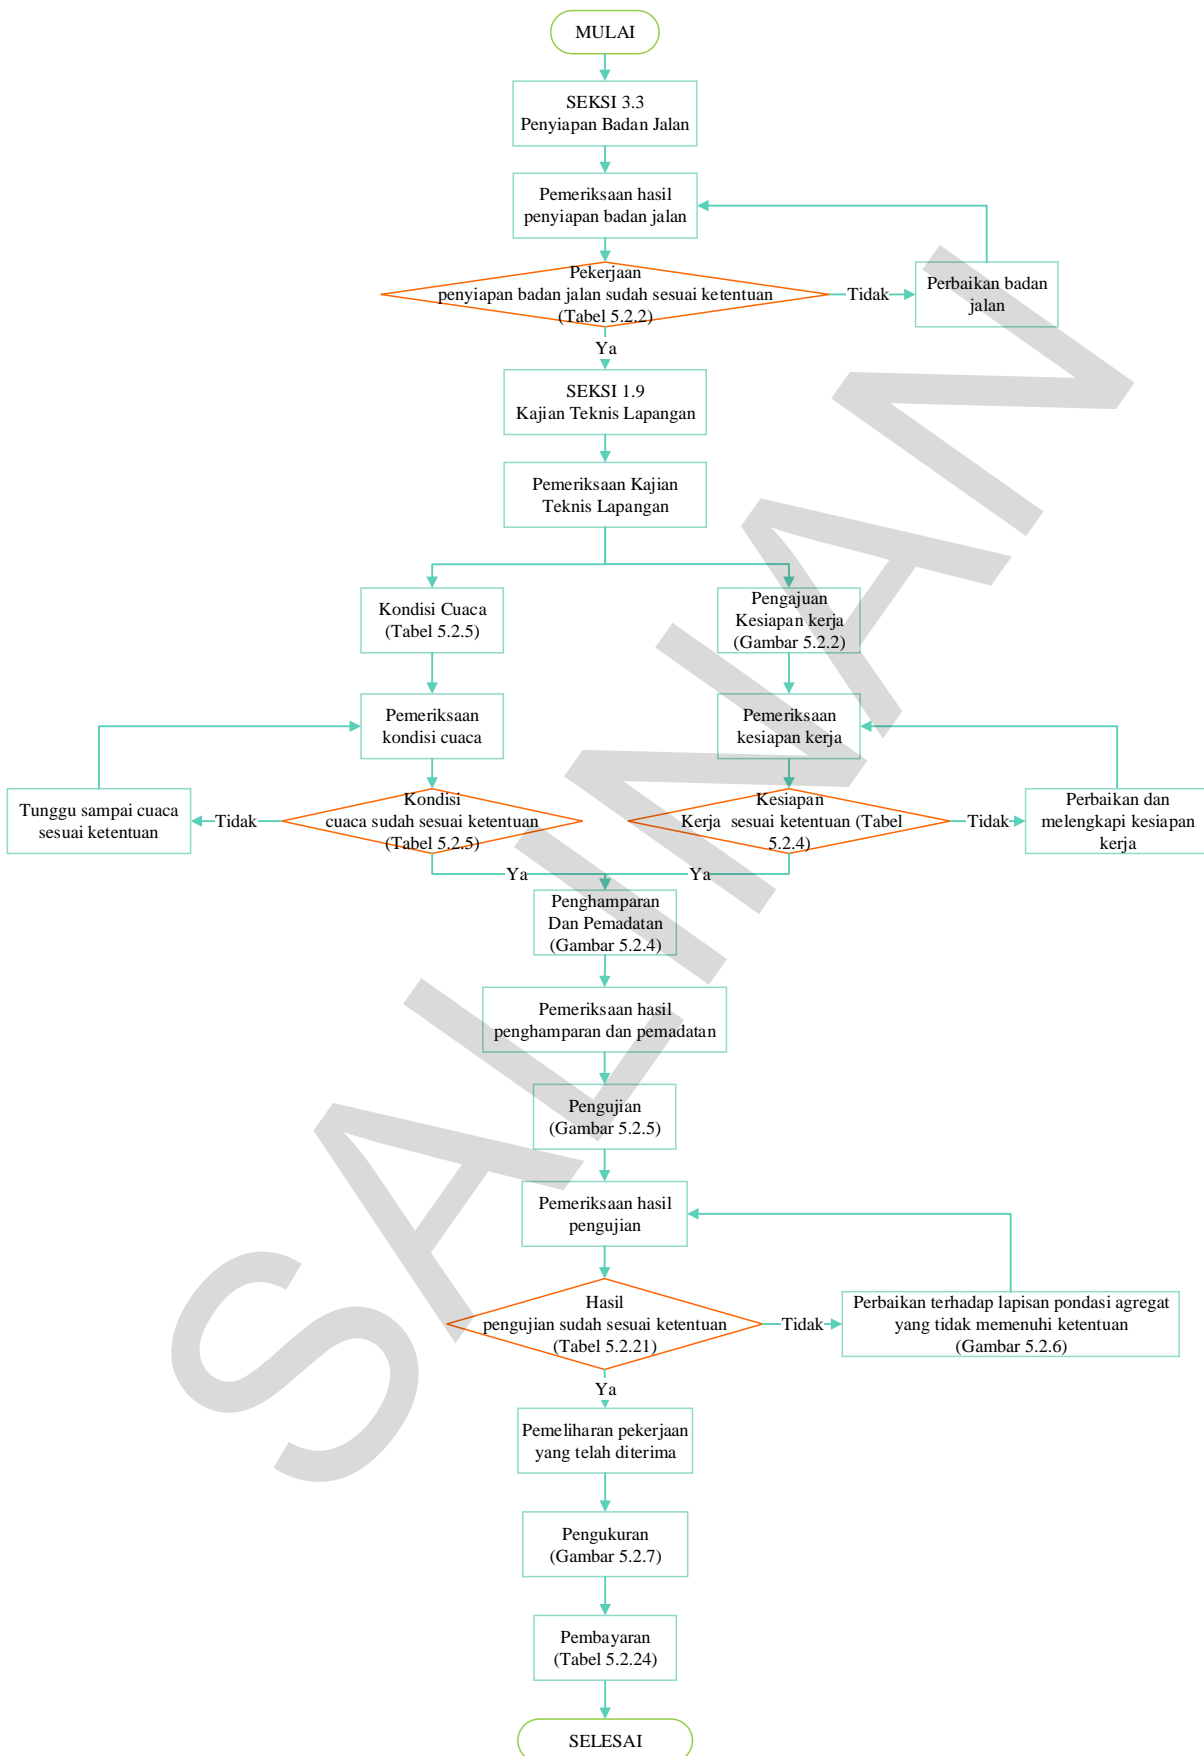 MULAI
SEKSI 3.3
Penyiapan Badan Jalan
Pemeriksaan hasil
penyiapan badan jalan
Pekerjaan
penyiapan badan jalan sudah sesuai ketentuan
(Tabel 5.2.2)
Tidak
Perbaikan badan
jalan
Ya
SEKSI 1.9
Kajian Teknis Lapangan
Pemeriksaan Kajian
Teknis Lapangan
Kondisi Cuaca
(Tabel 5.2.5)
Pengajuan
Kesiapan kerja
(Gambar 5.2.2)
Pemeriksaan
kondisi cuaca
Pemeriksaan
kesiapan kerja
Tunggu sampai cuaca
sesuai ketentuan
Tidak
Kondisi
cuaca sudah sesuai ketentuan
(Tabel 5.2.5)
Kesiapan
Kerja  sesuai ketentuan (Tabel
5.2.4)
Tidak
Perbaikan dan
melengkapi kesiapan
kerja
Ya
Ya
Penghamparan
Dan Pemadatan
(Gambar 5.2.4)
Pemeriksaan hasil
penghamparan dan pemadatan
Pengujian
(Gambar 5.2.5)
Pemeriksaan hasil
pengujian
Hasil
pengujian sudah sesuai ketentuan
(Tabel 5.2.21)
Tidak
Perbaikan terhadap lapisan pondasi agregat
yang tidak memenuhi ketentuan
(Gambar 5.2.6)
Ya
Pemeliharan pekerjaan
yang telah diterima
Pengukuran
(Gambar 5.2.7)
Pembayaran
(Tabel 5.2.24)
SELESAI
SALINAN